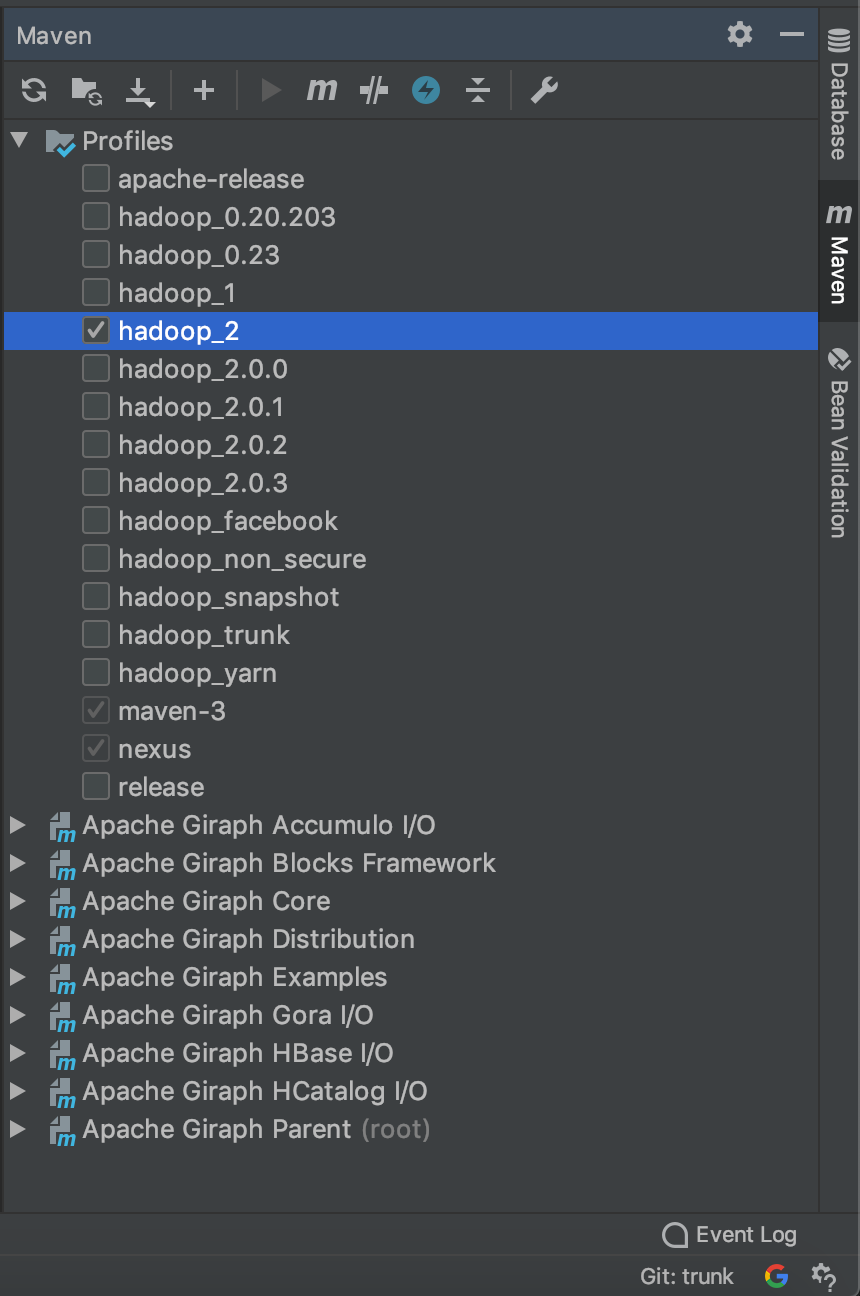 Maven
Profiles
apache-release
hadoop_0.20.203
hadoop_0.23
hadoop_1
hadoop_2
hadoop_2.0.0
hadoop_2.0.1
hadoop_2.0.2
hadoop_2.0.3
hadoop_facebook
hadoop_non_secure
hadoop_snapshot
hadoop_trunk
hadoop_yarn
maven-3
nexus
release
Apache Giraph Accumulo I/O
Apache Giraph Blocks Framework
Apache Giraph Core
Apache Giraph Distribution
Apache Giraph Examples
Apache Giraph Gora I/O
Apache Giraph HBase I/O
Apache Giraph HCatalog I/O
Apache Giraph Parent (root)
Database
Maven
Bean Validation
Event Log
Git: trunk